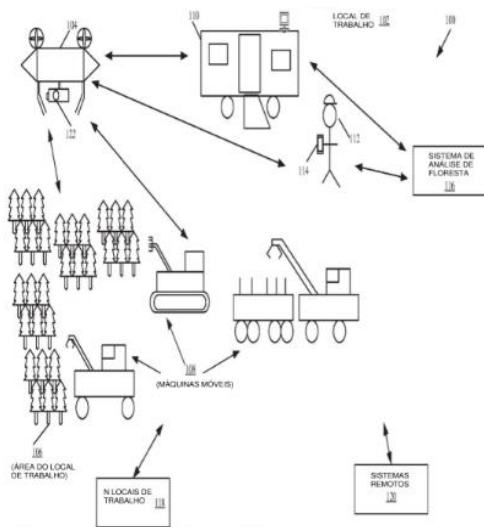 LOCAL DE
TRABALHO 102
100
104
110
122
112
114
SISTEMA DE
ANÁLISE DE
FLORESTA
116
108
(MÁQUINAS MÓVEIS)
106
(ÁREA DO LOCAL
DE TRABALHO)
N LOCAIS DE
TRABALHO
118
SISTEMAS
REMOTOS
120